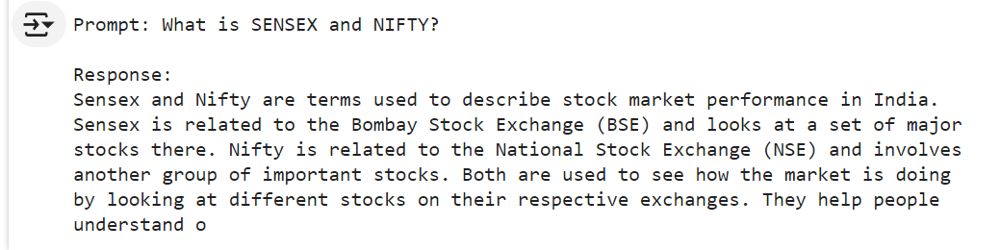 Prompt: What is SENSEX and NIFTY?
Response:
Sensex and Nifty are terms used to describe stock market performance in India.
Sensex is related to the Bombay Stock Exchange (BSE) and looks at a set of major
stocks there. Nifty is related to the National Stock Exchange (NSE) and involves
another group of important stocks. Both are used to see how the market is doing
by looking at different stocks on their respective exchanges. They help people
understand o